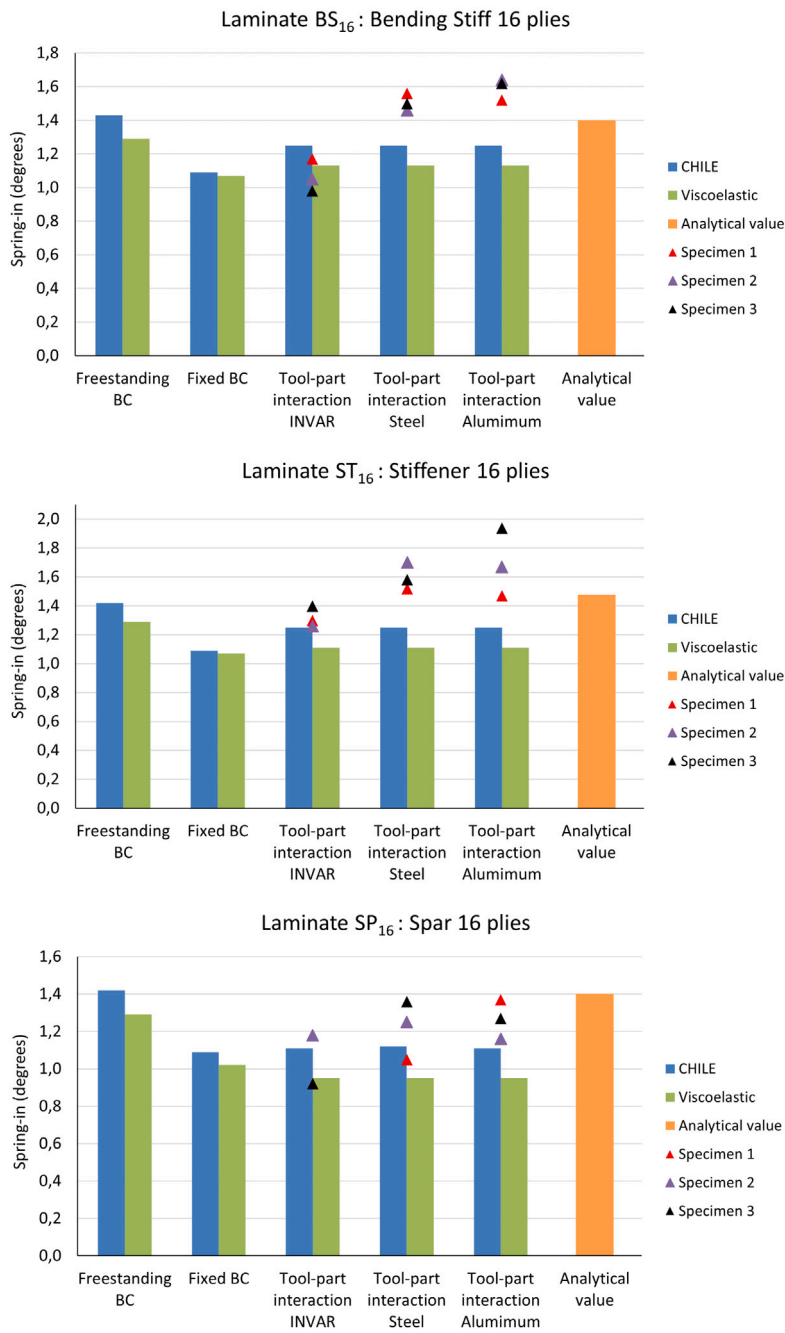 Laminate BS₁₆ : Bending Stiff 16 plies
Spring-in (degrees)
1,8
1,6
1,4
1,2
1,0
0,8
0,6
0,4
0,2
0,0
Freestanding
BC
Fixed BC
Tool-part
interaction
INVAR
Tool-part
interaction
Steel
Tool-part
interaction
Alumimum
Analytical
value
CHILE
Viscoelastic
Analytical value
Specimen 1
Specimen 2
Specimen 3
Laminate ST₁₆ : Stiffener 16 plies
Spring-in (degrees)
2,0
1,8
1,6
1,4
1,2
1,0
0,8
0,6
0,4
0,2
0,0
Freestanding
BC
Fixed BC
Tool-part
interaction
INVAR
Tool-part
interaction
Steel
Tool-part
interaction
Alumimum
Analytical
value
CHILE
Viscoelastic
Analytical value
Specimen 1
Specimen 2
Specimen 3
Laminate SP₁₆ : Spar 16 plies
Spring-in (degrees)
1,6
1,4
1,2
1,0
0,8
0,6
0,4
0,2
0,0
Freestanding
BC
Fixed BC
Tool-part
interaction
INVAR
Tool-part
interaction
Steel
Tool-part
interaction
Alumimum
Analytical
value
CHILE
Viscoelastic
Analytical value
Specimen 1
Specimen 2
Specimen 3